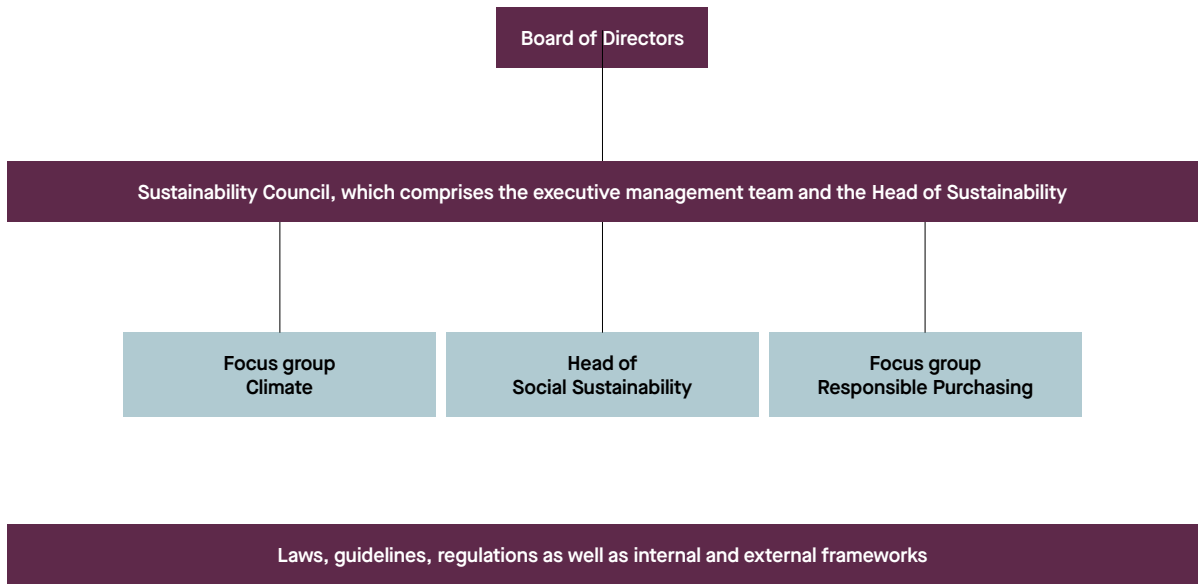 Board of Directors
Sustainability Council, which comprises the executive management team and the Head of Sustainability
Focus group
Climate
Head of
Social Sustainability
Focus group
Responsible Purchasing
Laws, guidelines, regulations as well as internal and external frameworks